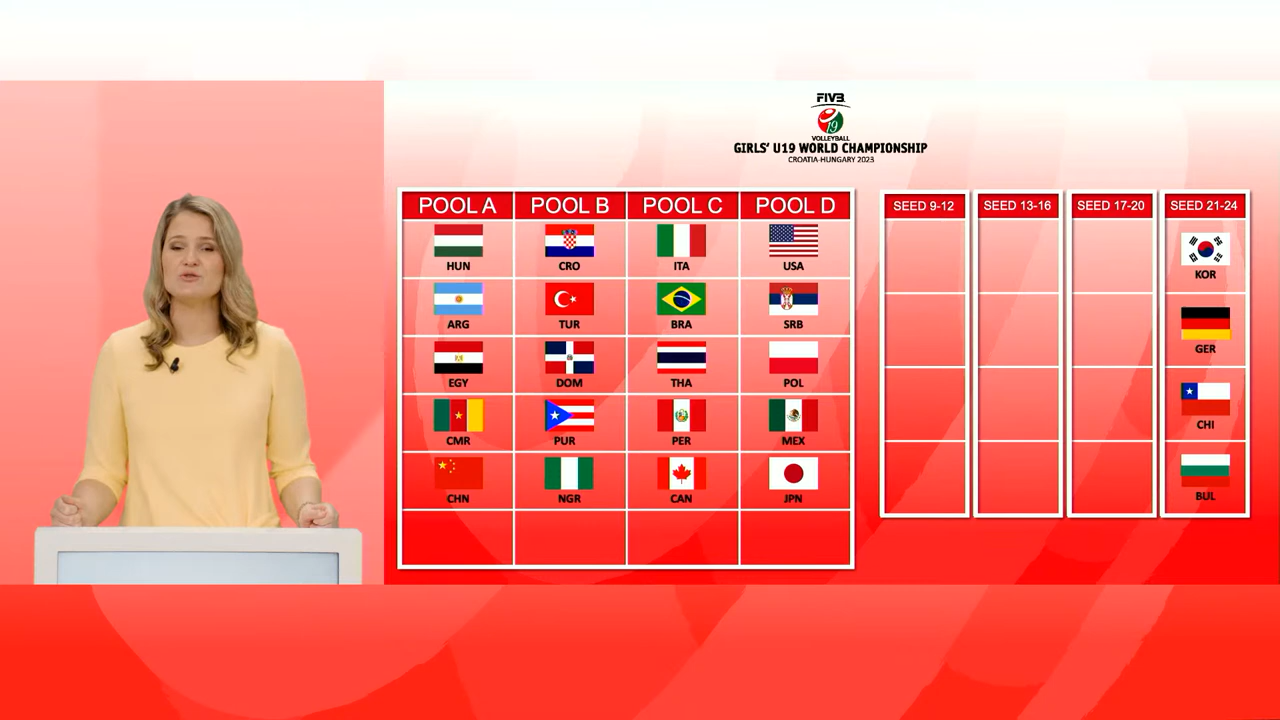 FIVB
19
VOLLEYBALL
GIRLS' U19 WORLD CHAMPIONSHIP
CROATIA-HUNGARY 2023
POOL A POOL B POOL C POOL D
HUN CRO ITA USA
ARG TUR BRA SRB
EGY DOM THA POL
CMR PUR PER MEX
CHN NGR CAN JPN
SEED 9-12 SEED 13-16 SEED 17-20 SEED 21-24
KOR
GER
CHI
BUL